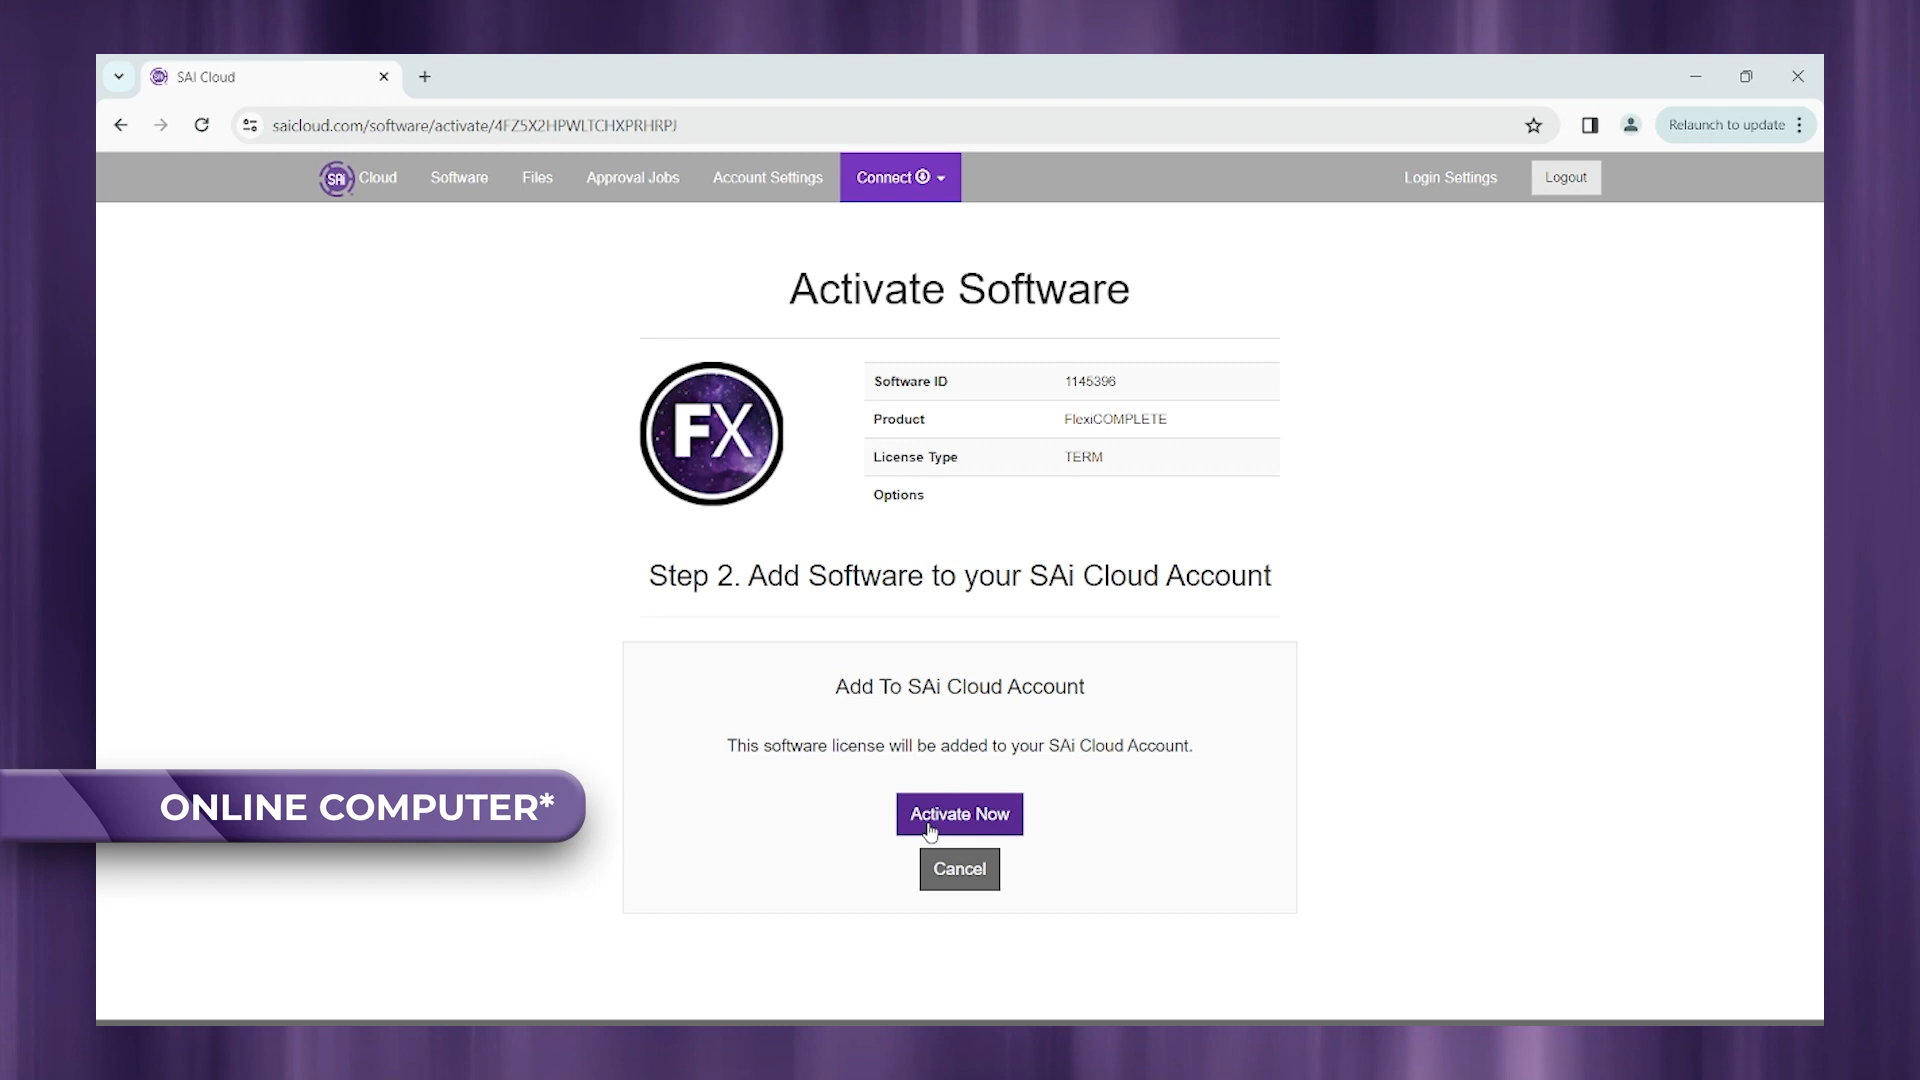 SAi Cloud
saicloud.com/software/activate/4FZ5X2HPWLTCHXPRHRPJ
Relaunch to update
SAi Cloud Software Files Approval Jobs Account Settings Connect Login Settings Logout
Activate Software
FX
Software ID 1145396
Product FlexiCOMPLETE
License Type TERM
Options
Step 2. Add Software to your SAi Cloud Account
Add To SAi Cloud Account
This software license will be added to your SAi Cloud Account.
ONLINE COMPUTER*
Activate Now
Cancel